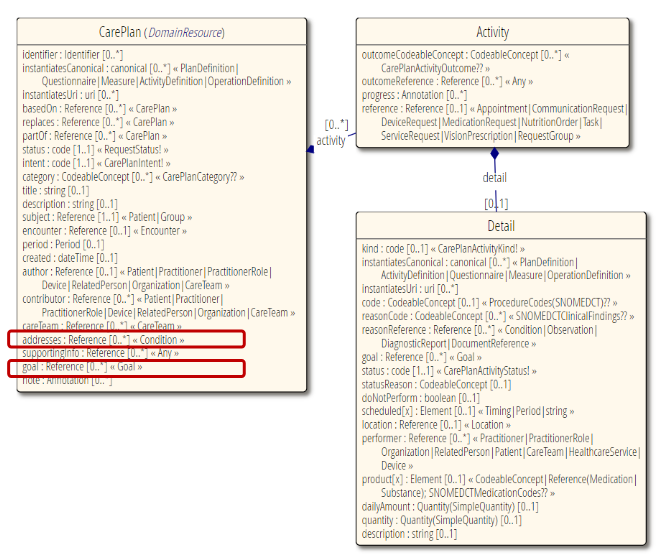 CarePlan (DomainResource)
identifier : Identifier [0..*]
instantiatesCanonical : canonical [0..*] « PlanDefinition|
Questionnaire|Measure|ActivityDefinition|OperationDefinition »
instantiatesUri : uri [0..*]
basedOn : Reference [0..*] « CarePlan »
replaces : Reference [0..*] « CarePlan »
partOf : Reference [0..*] « CarePlan »
status : code [1..1] « RequestStatus! »
intent : code [1..1] « CarePlanIntent! »
category : CodeableConcept [0..*] « CarePlanCategory?? »
title : string [0..1]
description : string [0..1]
subject : Reference [1..1] « Patient|Group »
encounter : Reference [0..1] « Encounter »
period : Period [0..1]
created : dateTime [0..1]
author : Reference [0..1] « Patient|Practitioner|PractitionerRole|
Device|RelatedPerson|Organization|CareTeam »
contributor : Reference [0..*] « Patient|Practitioner|
PractitionerRole|Device|RelatedPerson|Organization|CareTeam »
careTeam : Reference [0..*] « CareTeam »
addresses : Reference [0..*] « Condition »
supportingInfo : Reference [0..*] « Any »
goal : Reference [0..*] « Goal »
note : Annotation [0..*]
[0..*]
activity
Activity
outcomeCodeableConcept : CodeableConcept [0..*] «
CarePlanActivityOutcome?? »
outcomeReference : Reference [0..*] « Any »
progress : Annotation [0..*]
reference : Reference [0..1] « Appointment|CommunicationRequest|
DeviceRequest|MedicationRequest|NutritionOrder|Task|
ServiceRequest|VisionPrescription|RequestGroup »
detail
[0..1]
Detail
kind : code [0..1] « CarePlanActivityKind! »
instantiatesCanonical : canonical [0..*] « PlanDefinition|
ActivityDefinition|Questionnaire|Measure|OperationDefinition »
instantiatesUri : uri [0..*]
code : CodeableConcept [0..1] « ProcedureCodes(SNOMEDCT)?? »
reasonCode : CodeableConcept [0..*] « SNOMEDCTClinicalFindings?? »
reasonReference : Reference [0..*] « Condition|Observation|
DiagnosticReport|DocumentReference »
goal : Reference [0..*] « Goal »
status : code [1..1] « CarePlanActivityStatus! »
statusReason : CodeableConcept [0..1]
doNotPerform : boolean [0..1]
scheduled[x] : Element [0..1] « Timing|Period|string »
location : Reference [0..1] « Location »
performer : Reference [0..*] « Practitioner|PractitionerRole|
Organization|RelatedPerson|Patient|CareTeam|HealthcareService|
Device »
product[x] : Element [0..1] « CodeableConcept|Reference(Medication|
Substance); SNOMEDCTMedicationCodes?? »
dailyAmount : Quantity(SimpleQuantity) [0..1]
quantity : Quantity(SimpleQuantity) [0..1]
description : string [0..1]